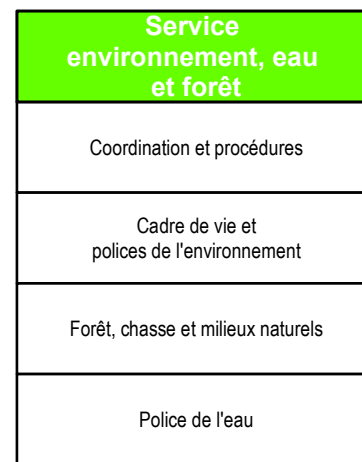 Service
environnement, eau
et forêt
Coordination et procédures
Cadre de vie et
polices de l'environnement
Forêt, chasse et milieux naturels
Police de l'eau